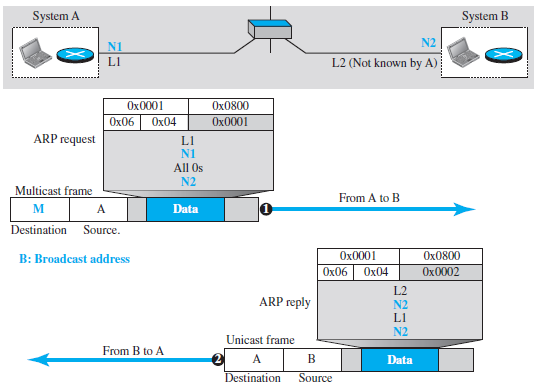 System A
System B
N1
L1
N2
L2 (Not known by A)
ARP request
0x0001 0x0800
0x06 0x04 0x0001
L1
N1
All 0s
N2
Multicast frame
M A Data
Destination Source.
1
From A to B
B: Broadcast address
ARP reply
0x0001 0x0800
0x06 0x04 0x0002
L2
N2
L1
N2
Unicast frame
From B to A
2
A B Data
Destination Source